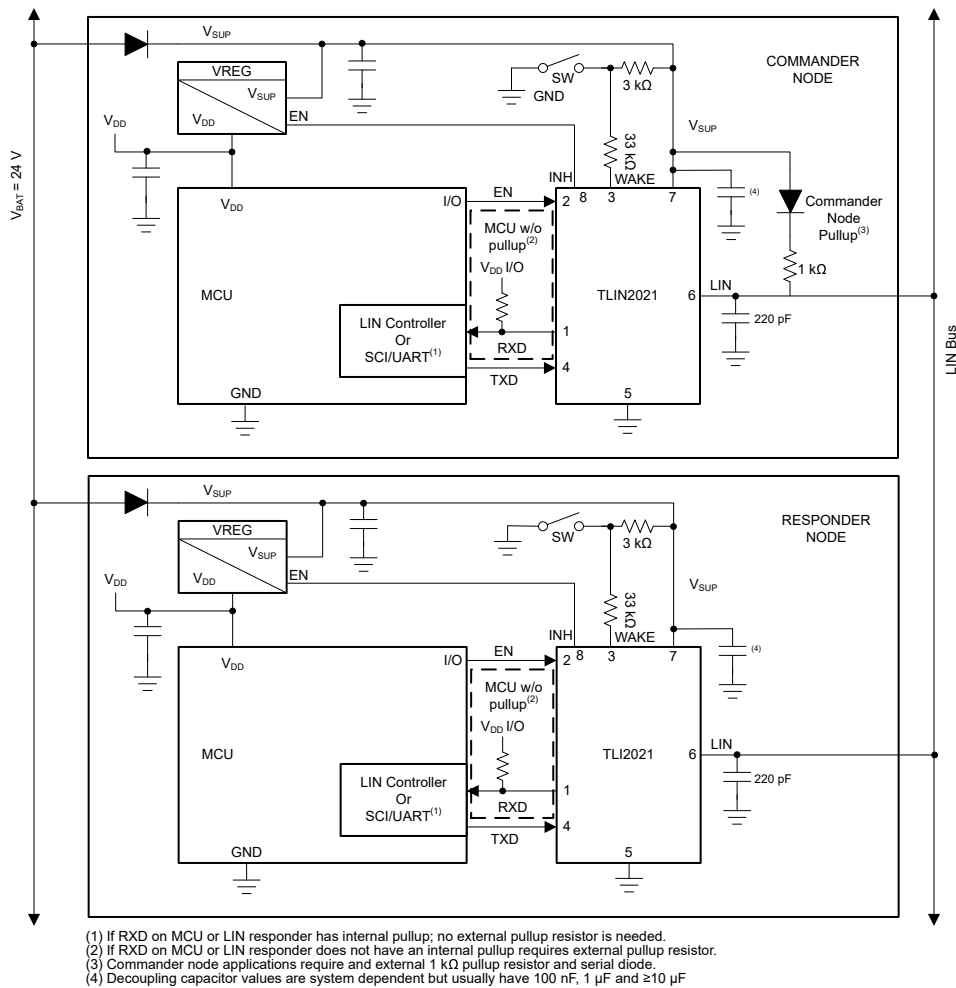 V_BAT = 24 V
V_SUP
VREG
V_SUP
V_DD
EN
V_DD
SW
GND
3 kΩ
33 kΩ
COMMANDER
NODE
V_SUP
INH
WAKE
8
3
7
(4)
Commander
Node
Pullup(3)
1 kΩ
V_DD
I/O
EN
2
MCU w/o
pullup(2)
V_DD I/O
MCU
TLIN2021
6
LIN
220 pF
LIN Controller
Or
SCI/UART(1)
RXD
1
TXD
4
GND
5
LIN Bus
V_SUP
VREG
V_SUP
V_DD
EN
V_DD
SW
3 kΩ
33 kΩ
RESPONDER
NODE
V_SUP
INH
WAKE
8
3
7
(4)
V_DD
I/O
EN
2
MCU w/o
pullup(2)
V_DD I/O
MCU
TLI2021
6
LIN
220 pF
LIN Controller
Or
SCI/UART(1)
RXD
1
TXD
4
GND
5
(1) If RXD on MCU or LIN responder has internal pullup; no external pullup resistor is needed.
(2) If RXD on MCU or LIN responder does not have an internal pullup requires external pullup resistor.
(3) Commander node applications require and external 1 kΩ pullup resistor and serial diode.
(4) Decoupling capacitor values are system dependent but usually have 100 nF, 1 µF and ≥10 µF